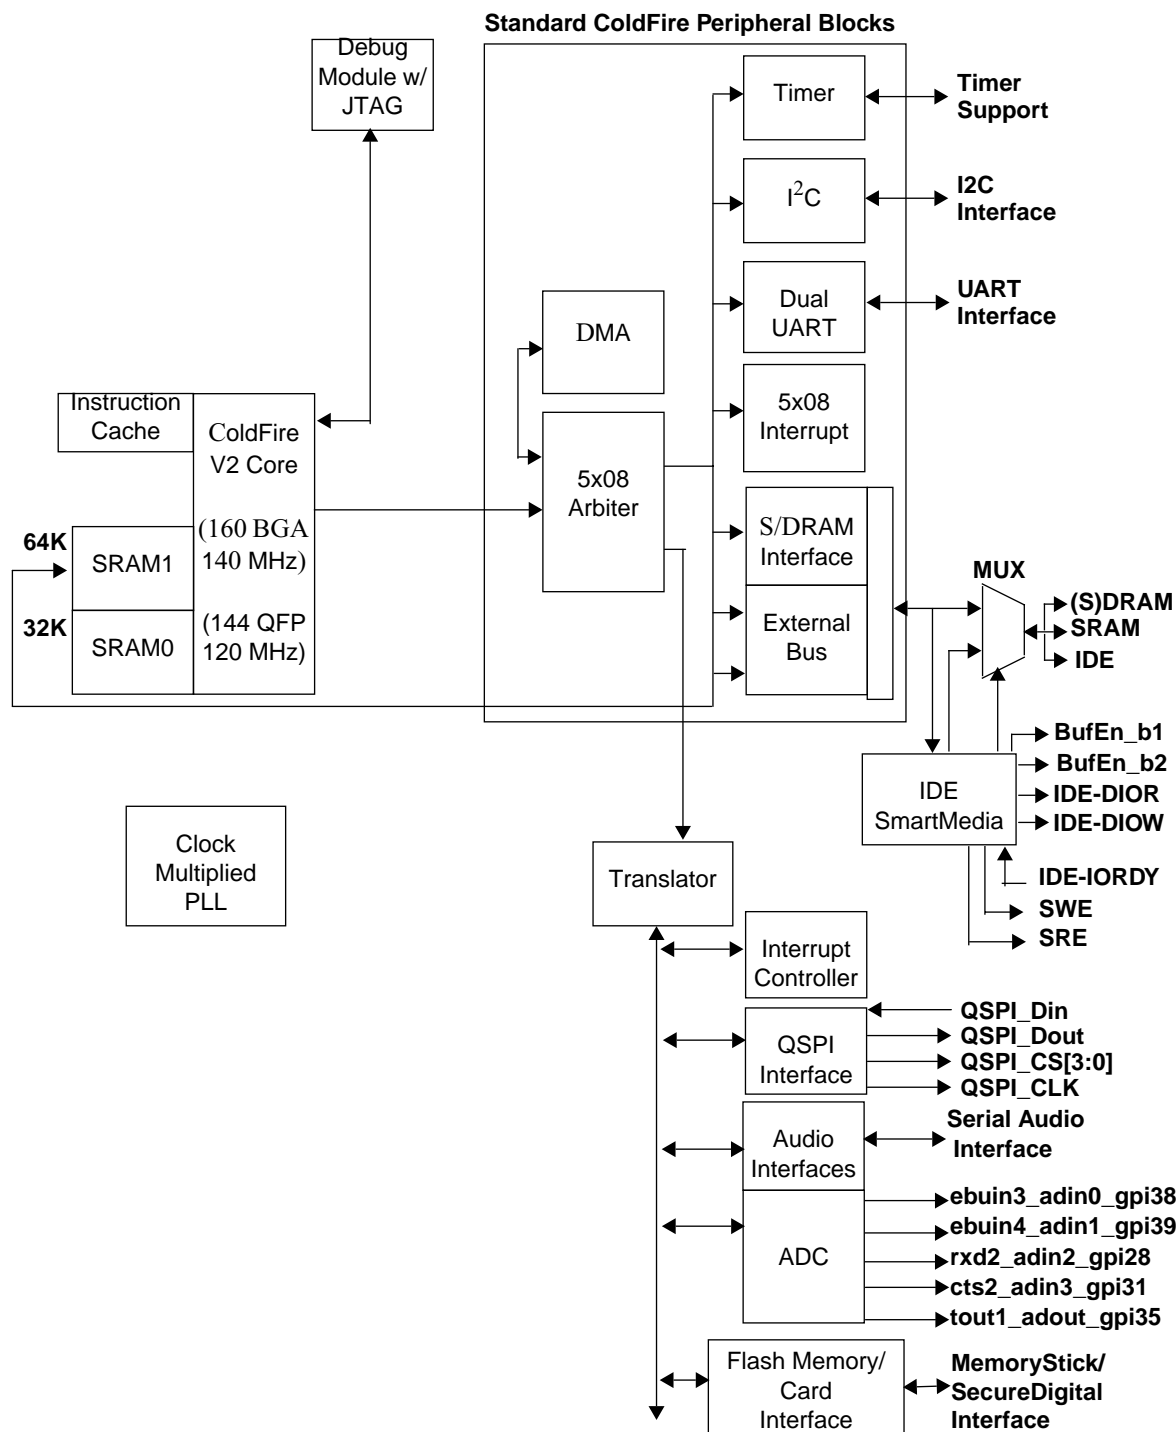 Standard ColdFire Peripheral Blocks
Debug
Module w/
JTAG
Timer
Timer
Support
I2C
I2C
Interface
Dual
UART
UART
Interface
DMA
5x08
Interrupt
Instruction
Cache
ColdFire
V2 Core
(160 BGA
140 MHz)
(144 QFP
120 MHz)
5x08
Arbiter
64K
SRAM1
32K
SRAM0
S/DRAM
Interface
External
Bus
MUX
(S)DRAM
SRAM
IDE
IDE
SmartMedia
BufEn_b1
BufEn_b2
IDE-DIOR
IDE-DIOW
IDE-IORDY
SWE
SRE
Clock
Multiplied
PLL
Translator
Interrupt
Controller
QSPI
Interface
QSPI_Din
QSPI_Dout
QSPI_CS[3:0]
QSPI_CLK
Audio
Interfaces
Serial Audio
Interface
ADC
ebuin3_adin0_gpi38
ebuin4_adin1_gpi39
rxd2_adin2_gpi28
cts2_adin3_gpi31
tout1_adout_gpi35
Flash Memory/
Card
Interface
MemoryStick/
SecureDigital
Interface